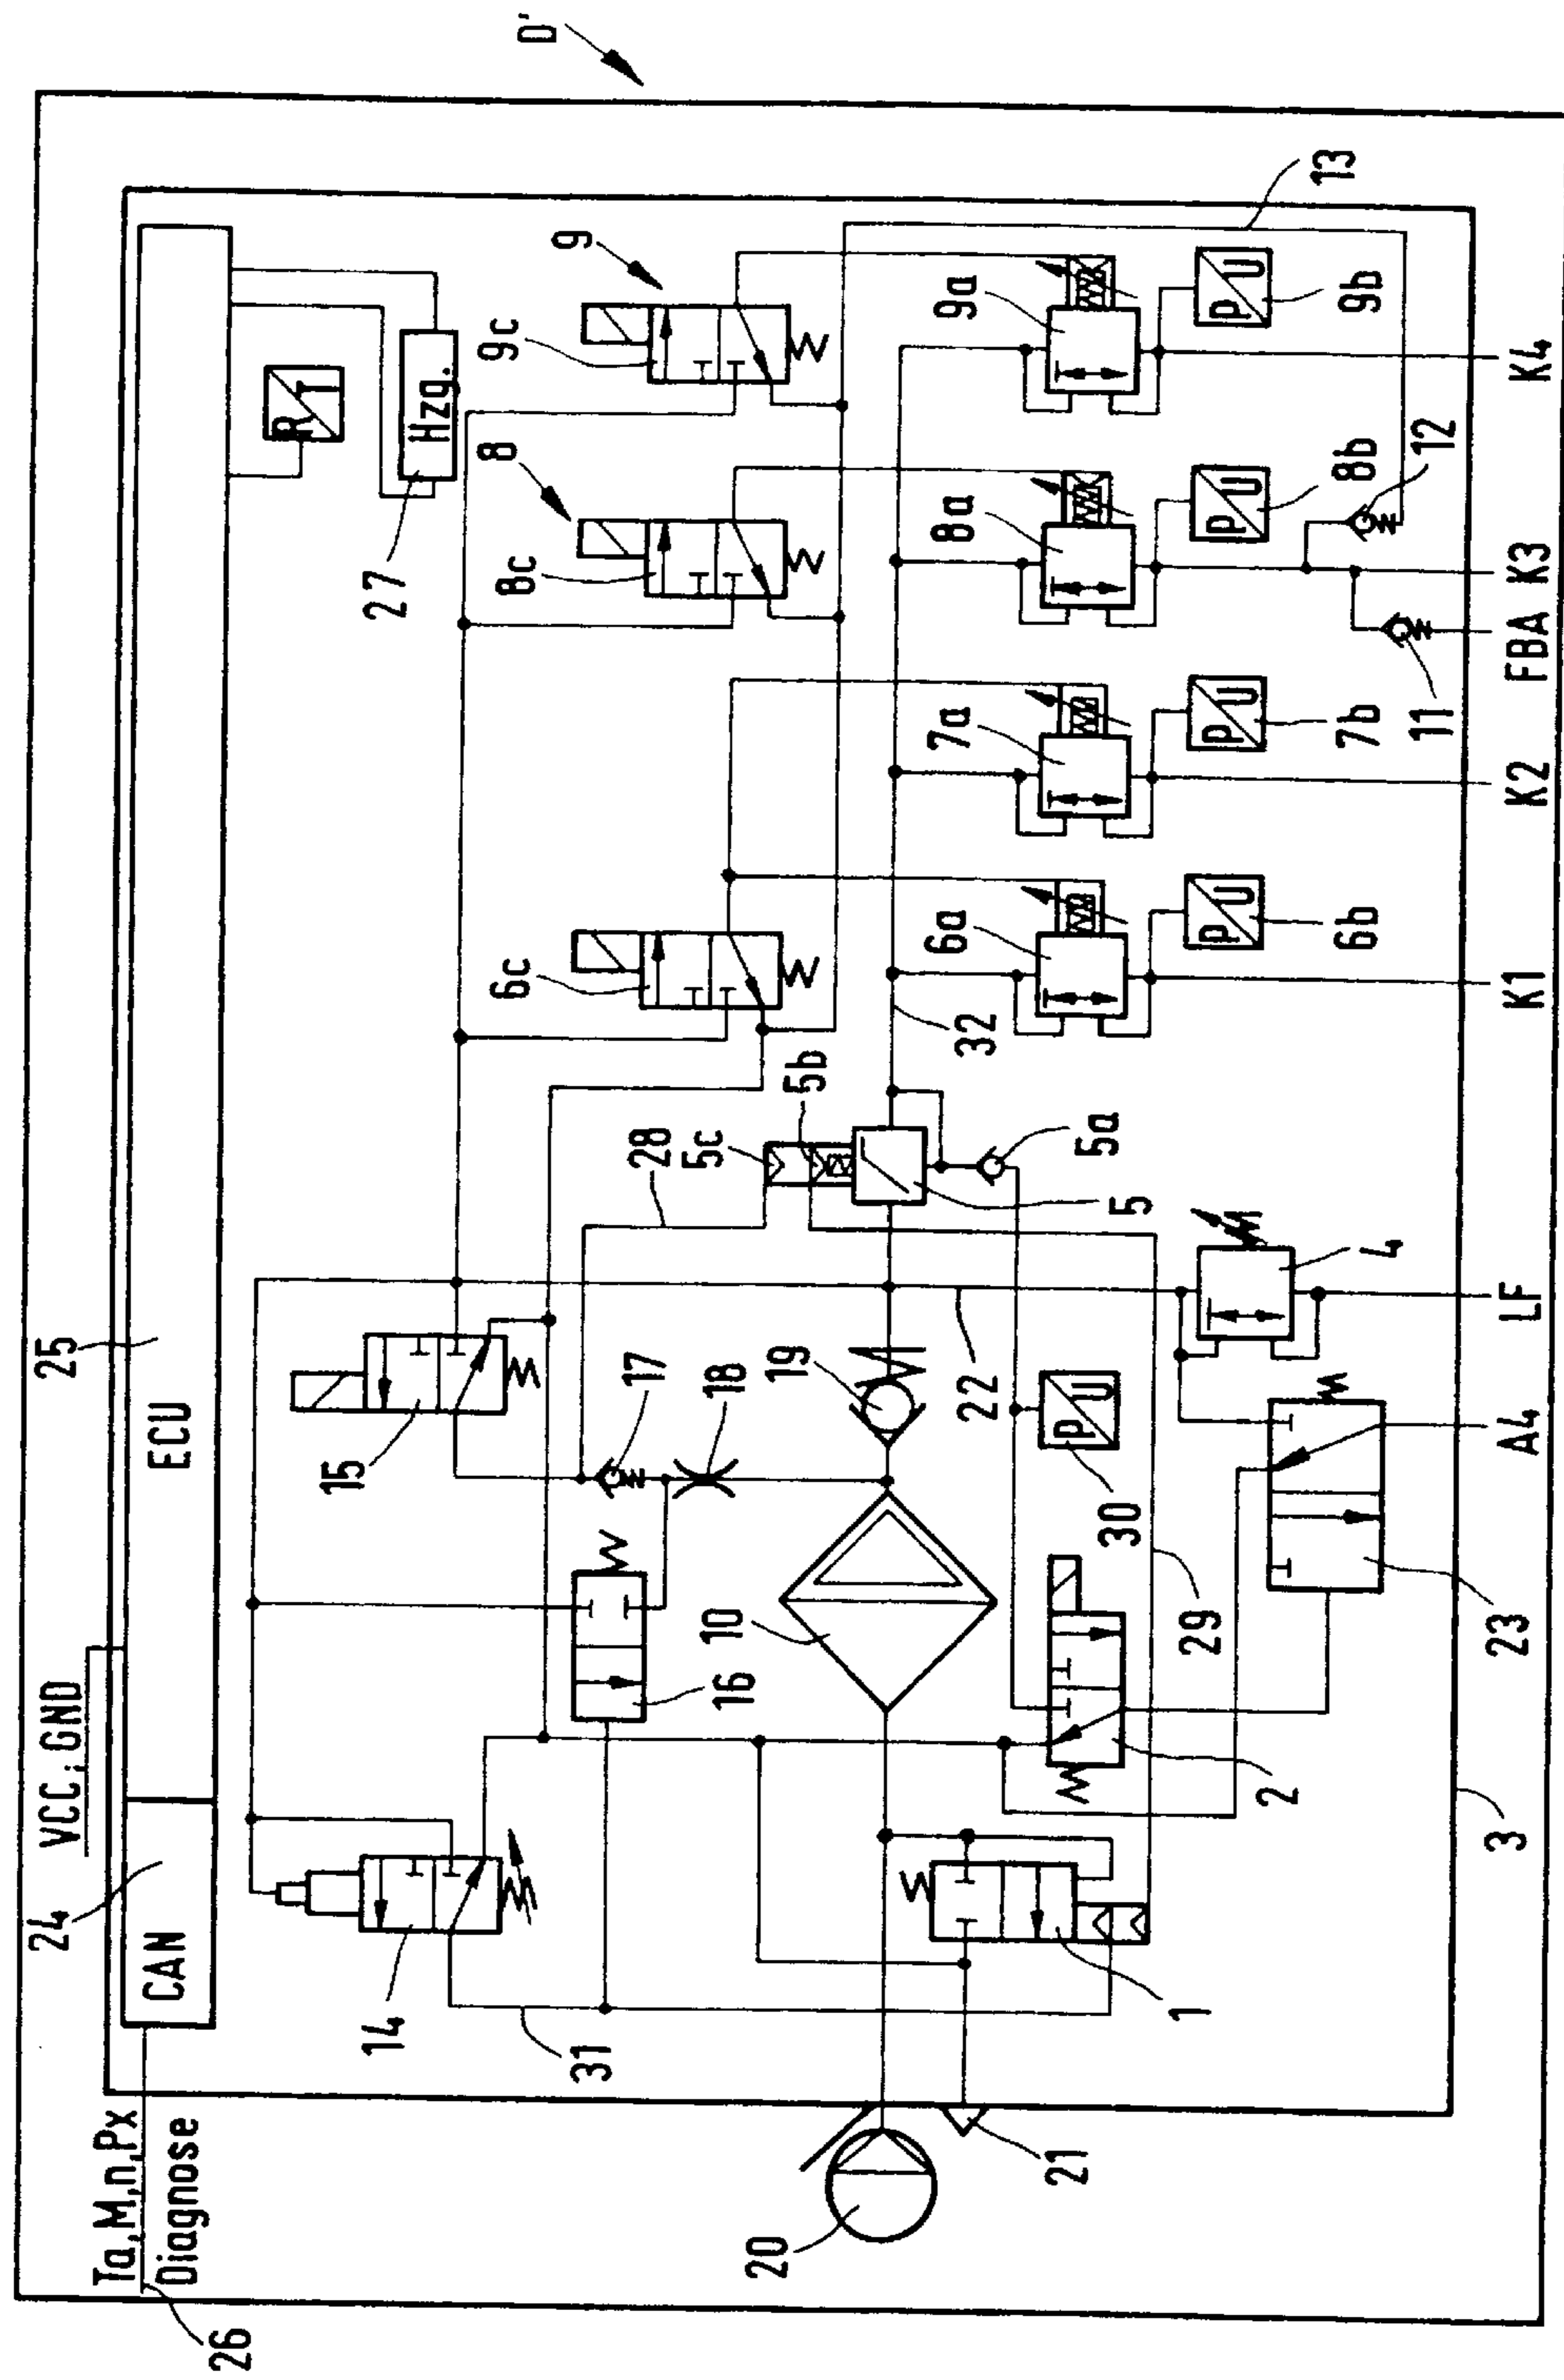 D'
VCC; GND
Ta, M, n, Px
Diagnose
26
24
CAN
25
ECU
R T
Hzg.
27
9
9c
8
8c
6c
15
14
31
28
5c
5b
17
18
16
10
19
22
32
5
5a
6a
7a
8a
9a
P U
6b
P U
7b
P U
8b
P U
9b
13
12
11
P U
30
29
4
23
2
1
3
20
21
A4
LF
K1
K2
FBA
K3
K4